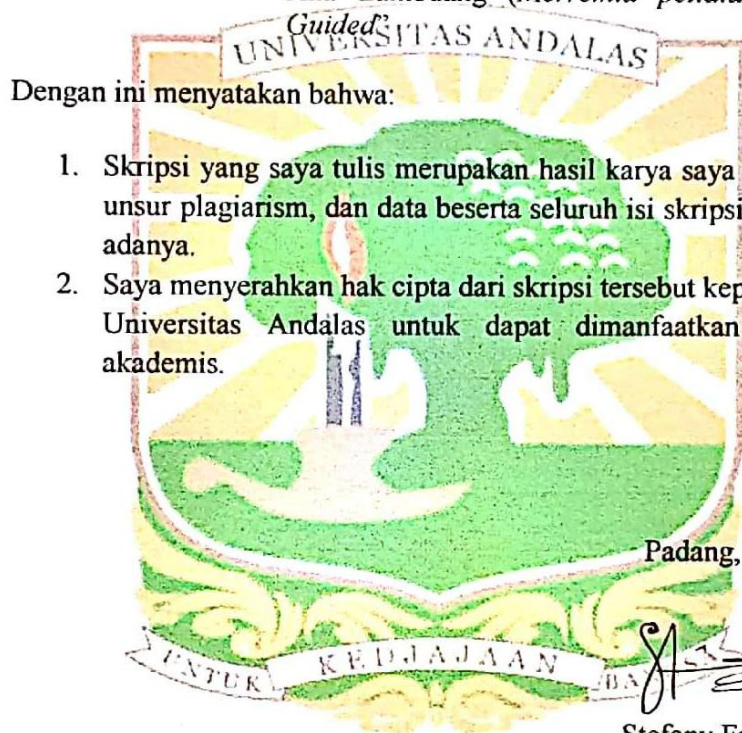 Guided"
UNIVERSITAS ANDALAS
Dengan ini menyatakan bahwa:
1. Skripsi yang saya tulis merupakan hasil karya saya
unsur plagiarism, dan data beserta seluruh isi skripsi
adanya.
2. Saya menyerahkan hak cipta dari skripsi tersebut kep
Universitas Andalas untuk dapat dimanfaatkan
akademis.
Padang,
UNTUK KEDJAJAAN BANGSA